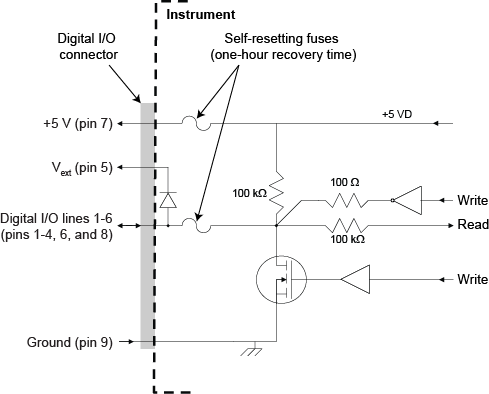 Instrument
Digital I/O
connector
Self-resetting fuses
(one-hour recovery time)
+5 V (pin 7)
+5 VD
Vext (pin 5)
100 kΩ
100 Ω
Write
Digital I/O lines 1-6
(pins 1-4, 6, and 8)
Read
100 kΩ
Write
Ground (pin 9)